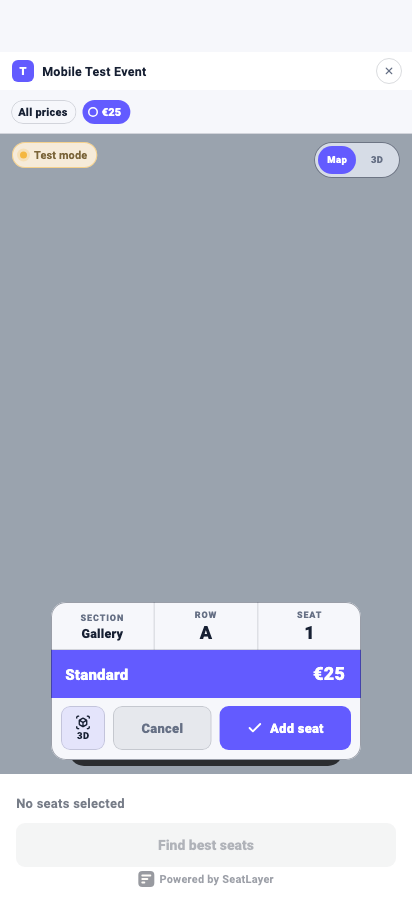 T Mobile Test Event
All prices €25
Test mode
Map 3D
SECTION ROW SEAT
Gallery A 1
Standard €25
3D Cancel Add seat
No seats selected
Find best seats
Powered by SeatLayer